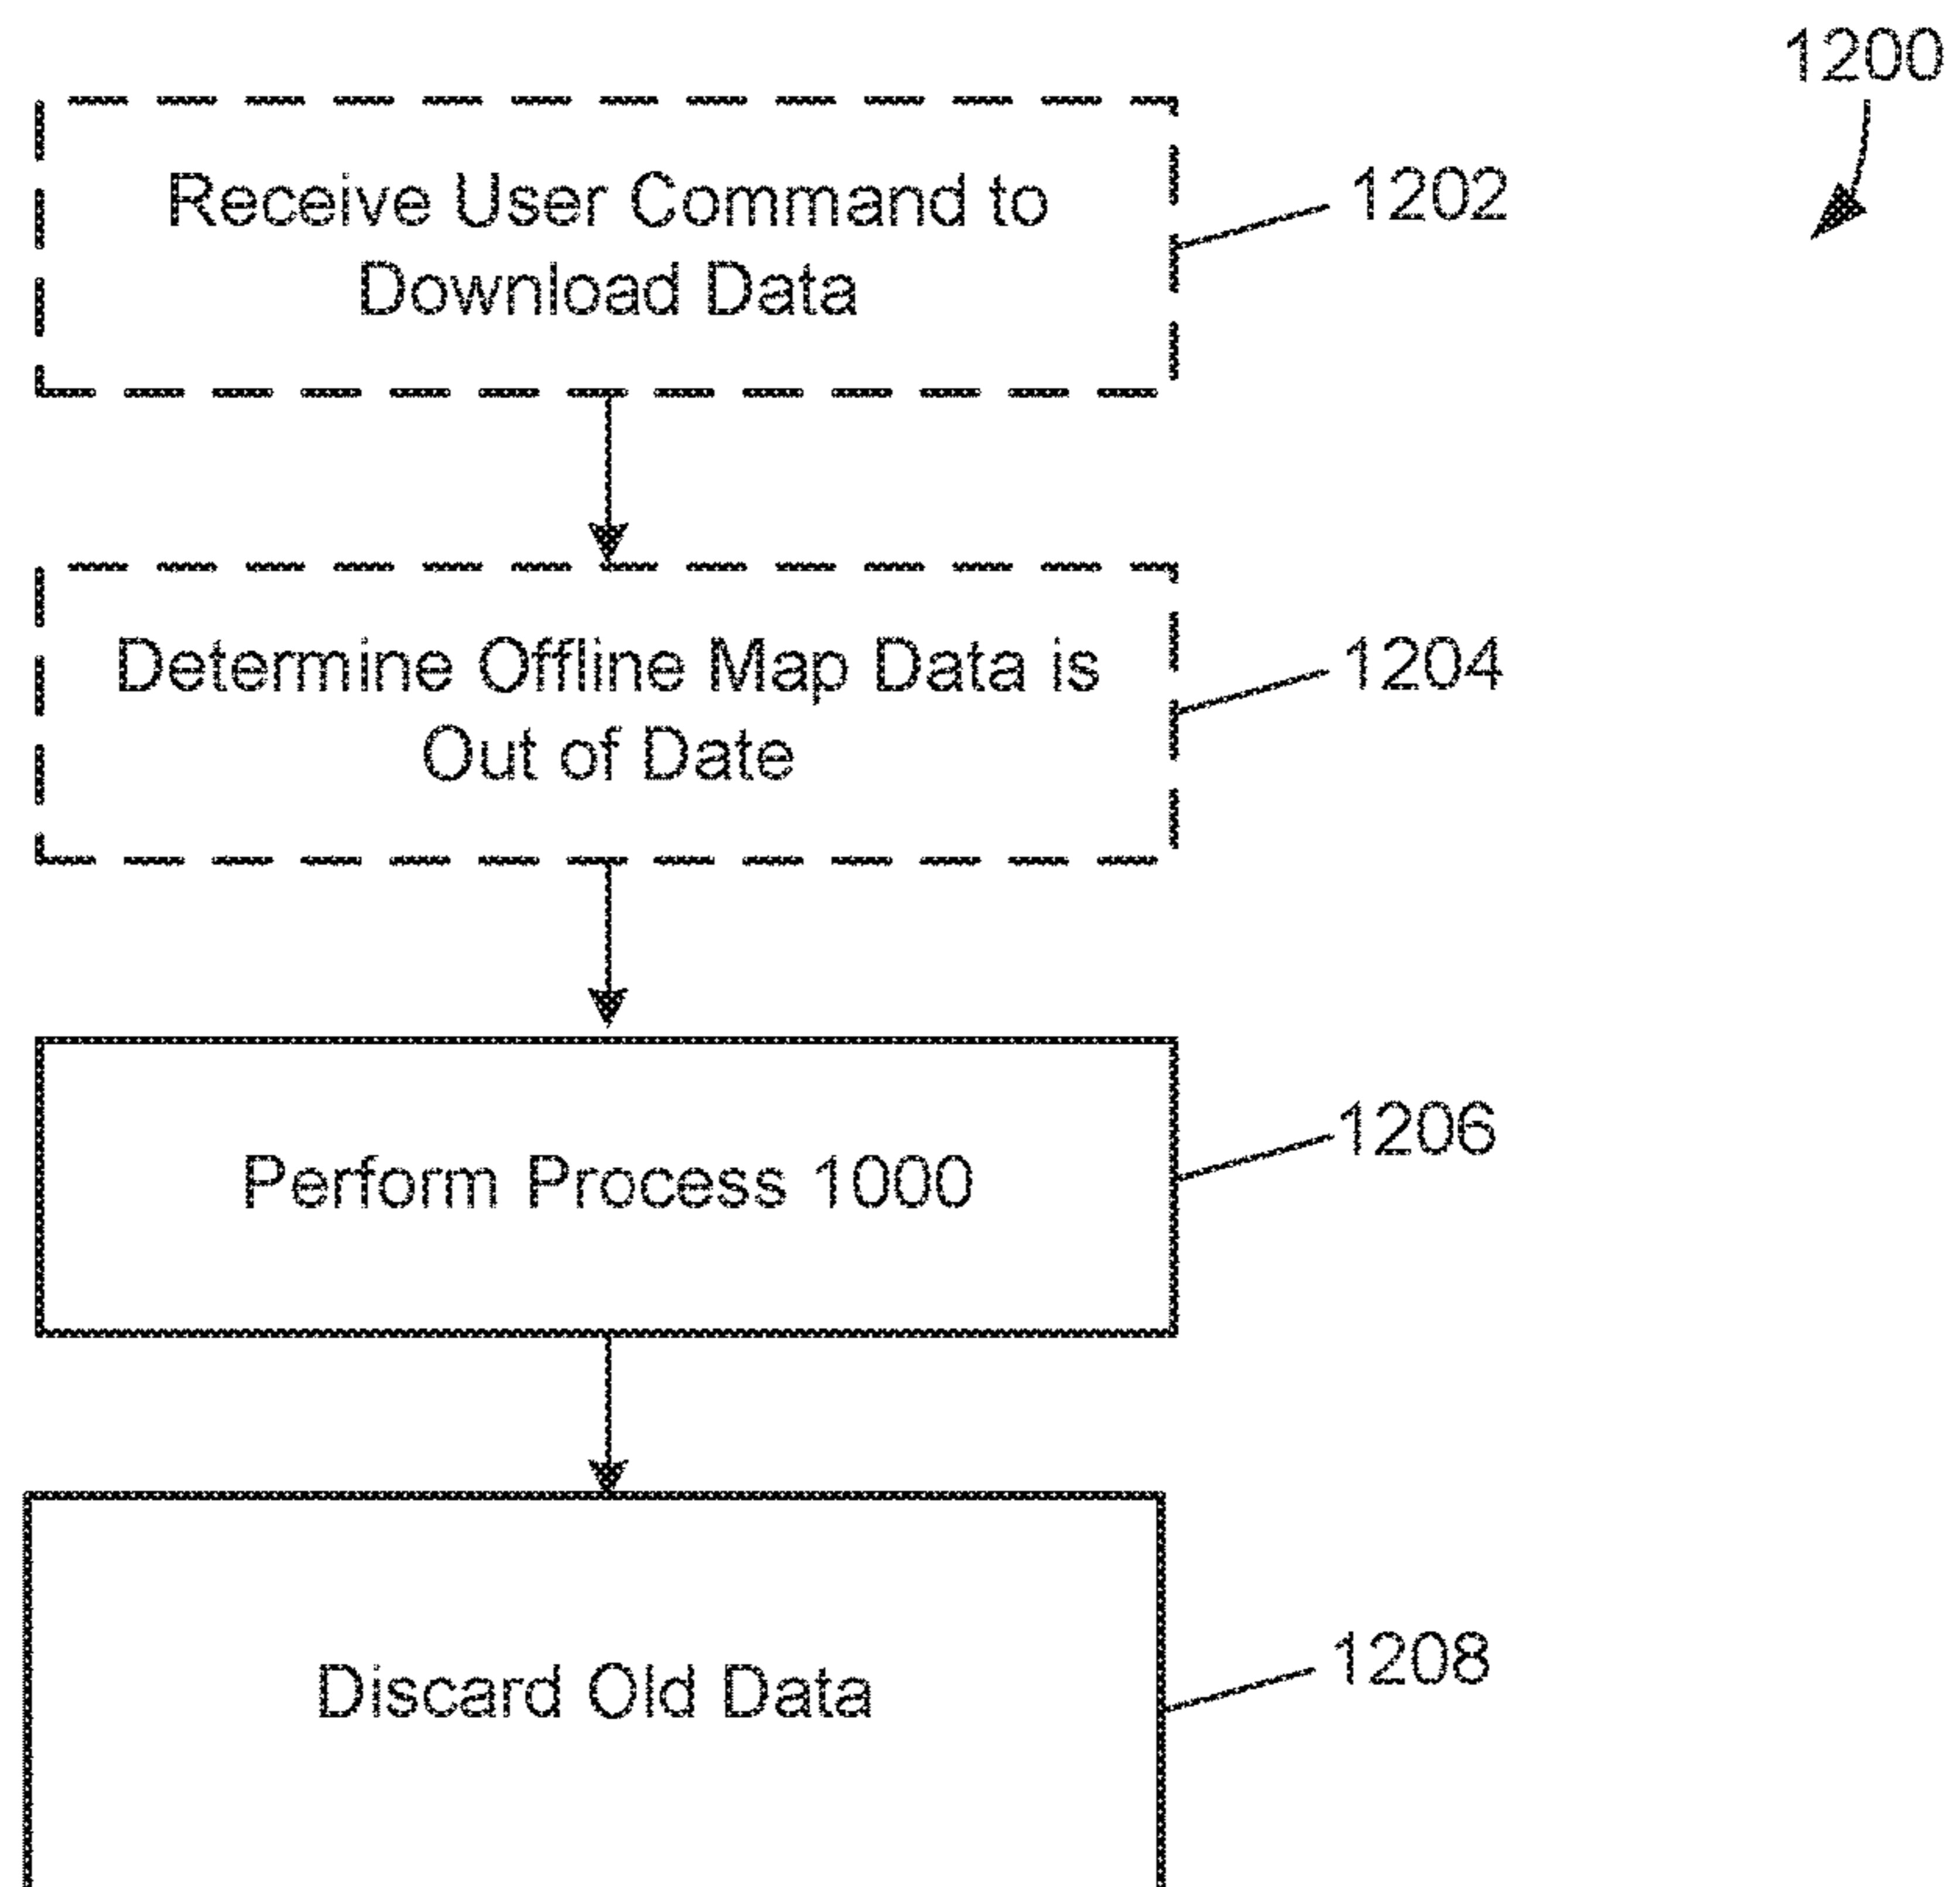 1200
Receive User Command to
Download Data
1202
Determine Offline Map Data is
Out of Date
1204
Perform Process 1000
1206
Discard Old Data
1208